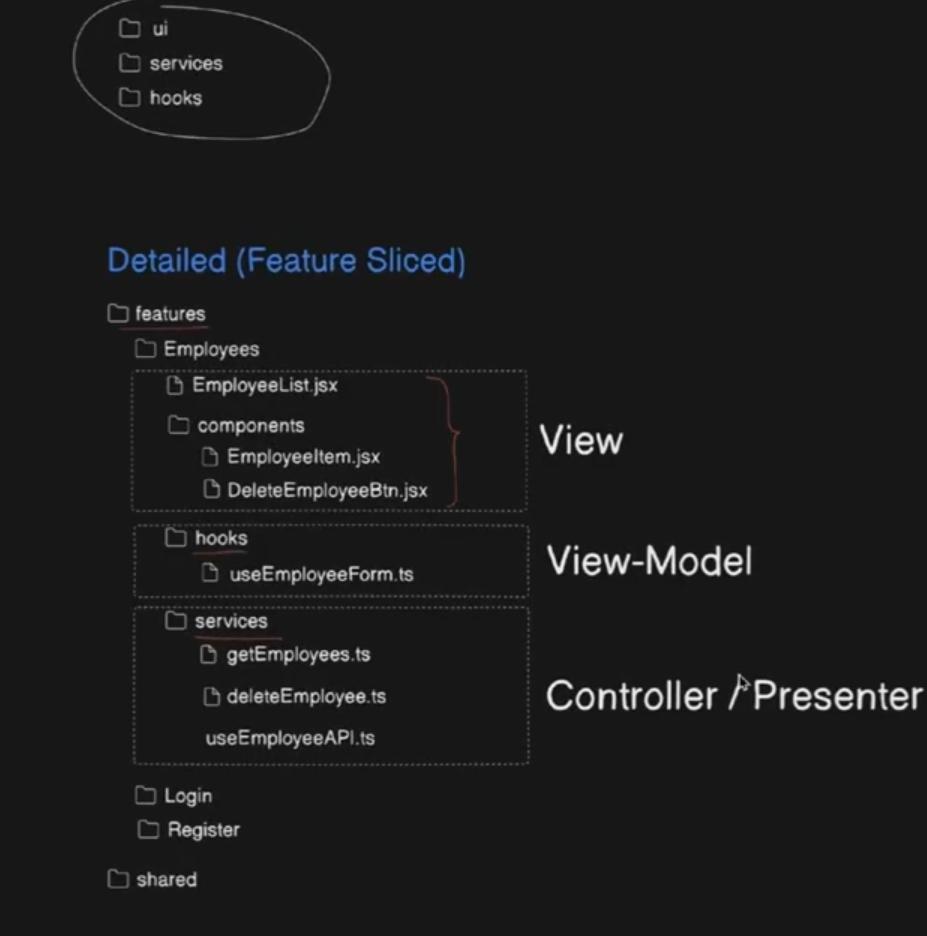 ui
services
hooks
Detailed (Feature Sliced)
features
Employees
EmployeeList.jsx
components
EmployeeItem.jsx
DeleteEmployeeBtn.jsx
View
hooks
useEmployeeForm.ts
View-Model
services
getEmployees.ts
deleteEmployee.ts
useEmployeeAPI.ts
Controller / Presenter
Login
Register
shared